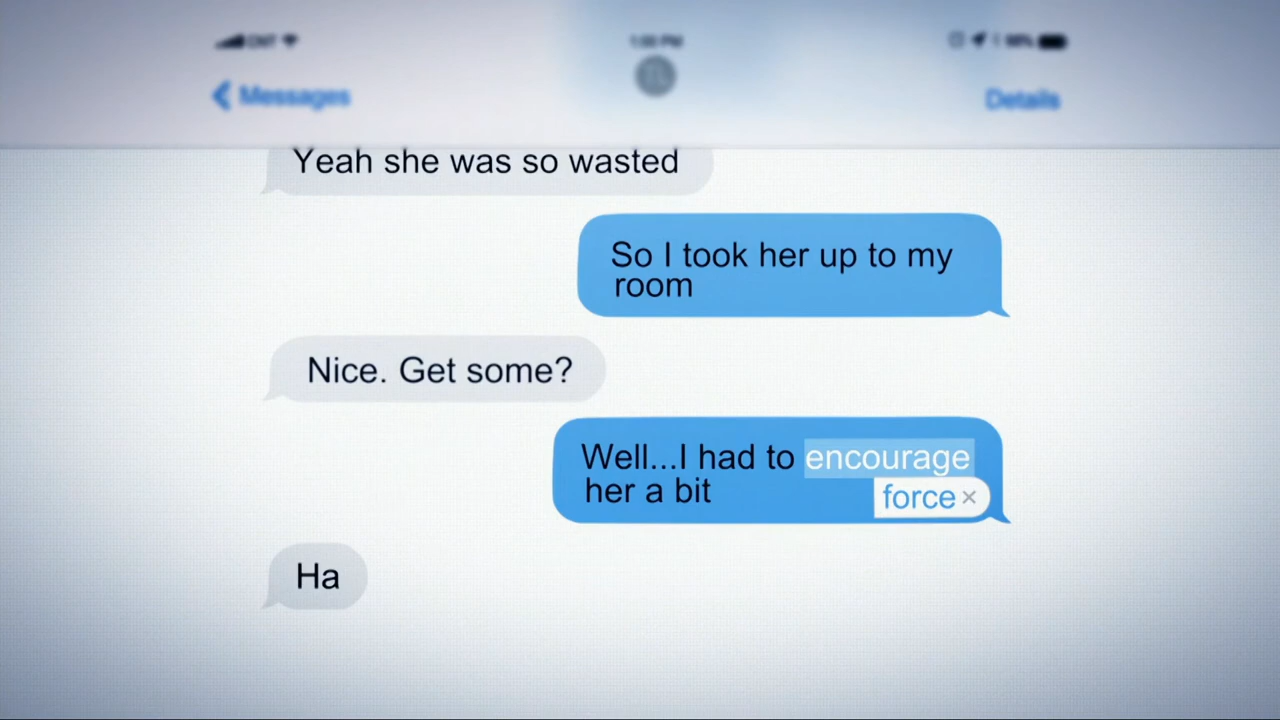 Messages
Details
Yeah she was so wasted
So I took her up to my
room
Nice. Get some?
Well...I had to encourage
her a bit
force ×
Ha